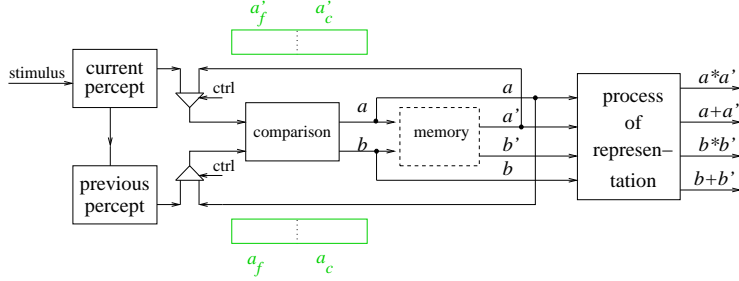 a'f a'c
stimulus
current
percept
ctrl
a a a*a'
process
comparison
memory
a'
of
a+a'
b
b'
represen–
b*b'
ctrl
b
tation
b+b'
previous
percept
af ac